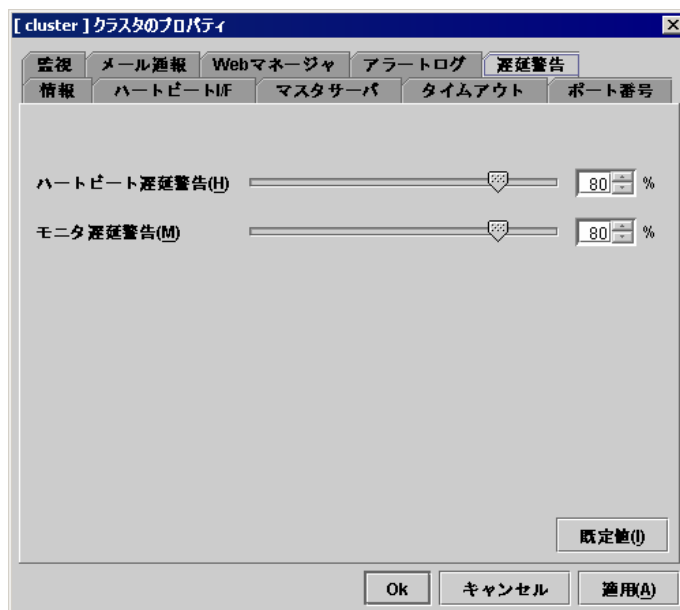 [ cluster ] クラスタのプロパティ
監視 メール通報 Webマネージャ アラートログ 遅延警告
情報 ハートビートI/F マスタサーバ タイムアウト ポート番号
ハートビート遅延警告(H) 80 %
モニタ遅延警告(M) 80 %
既定値(I)
Ok キャンセル 適用(A)